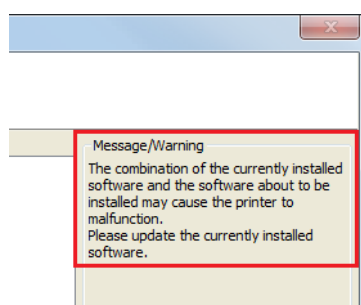 Message/Warning
The combination of the currently installed
software and the software about to be
installed may cause the printer to
malfunction.
Please update the currently installed
software.